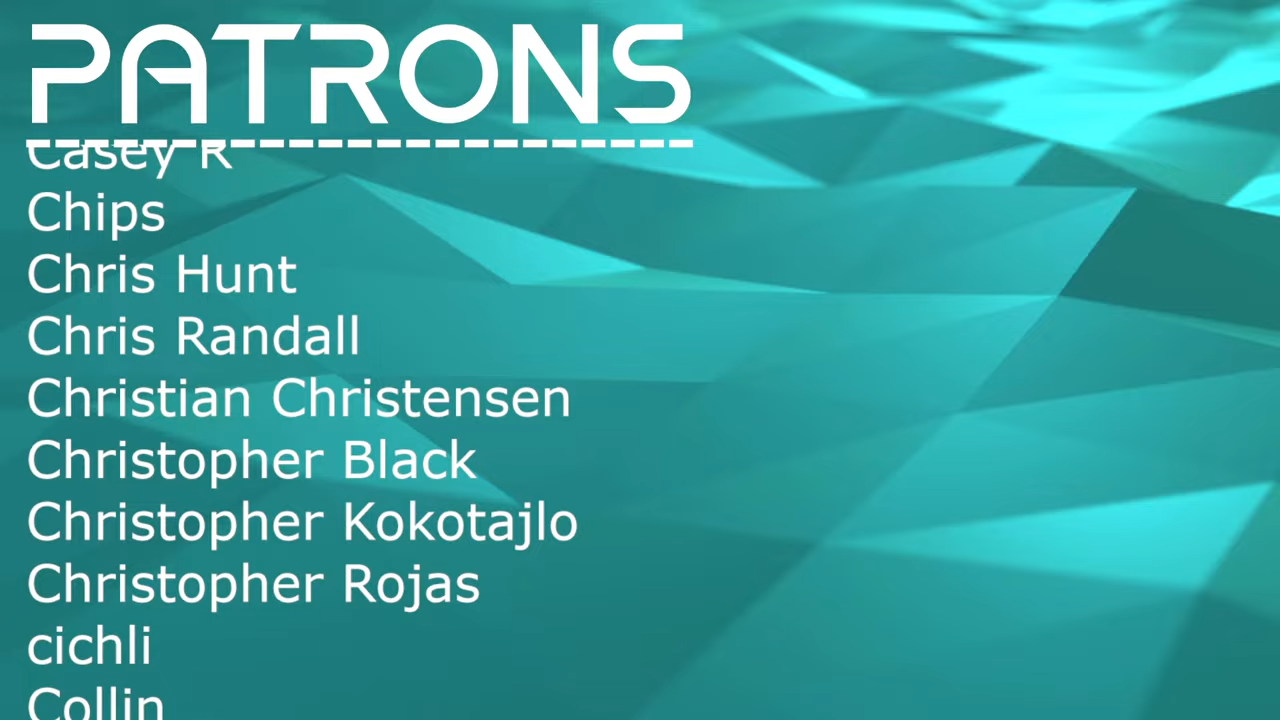 PATRONS
Casey R
Chips
Chris Hunt
Chris Randall
Christian Christensen
Christopher Black
Christopher Kokotajlo
Christopher Rojas
cichli
Collin